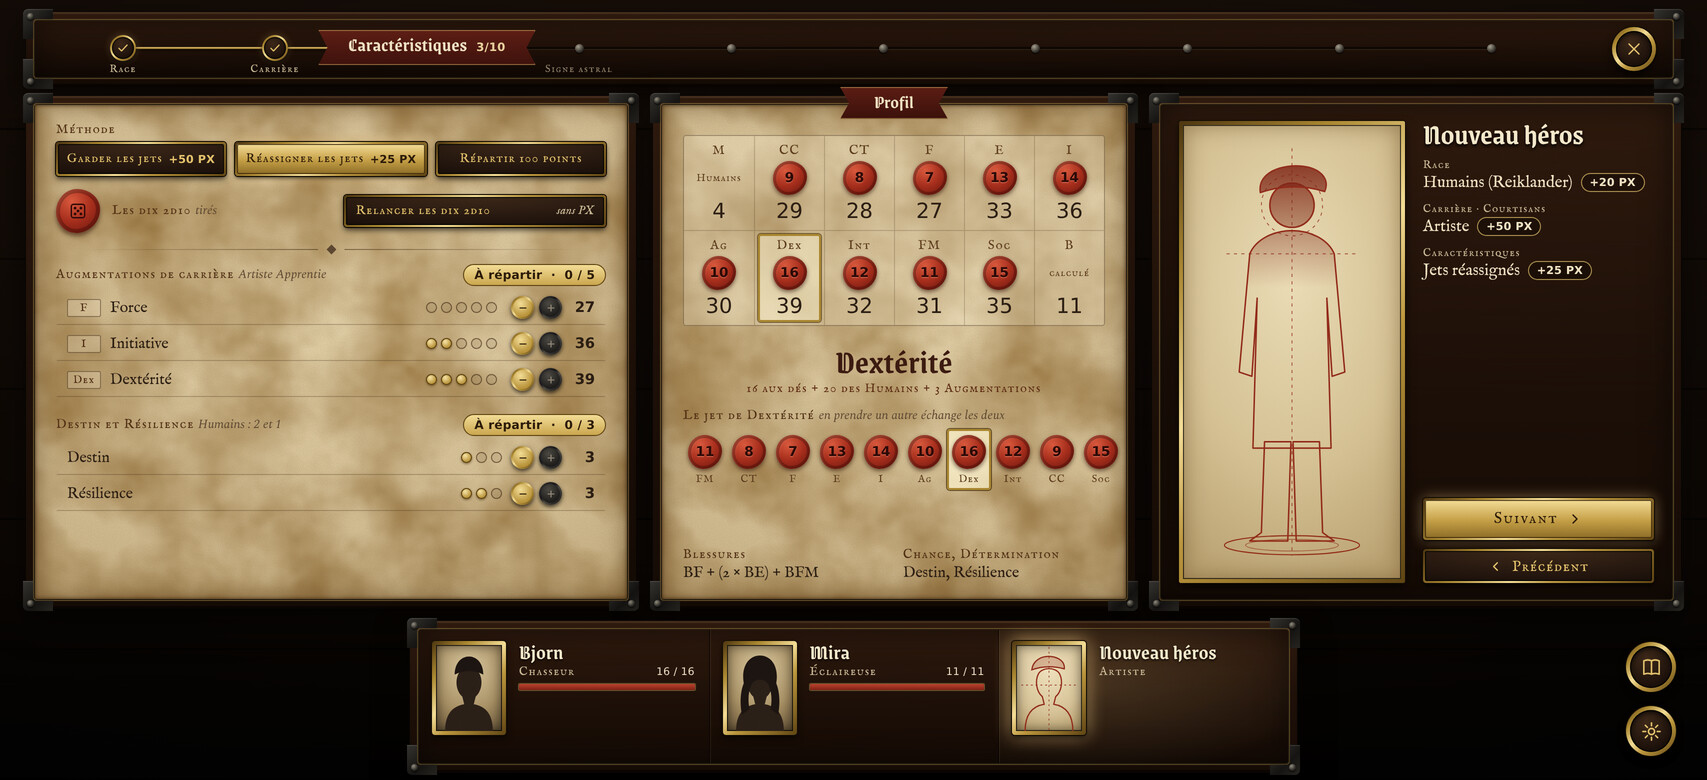 Caractéristiques 3/10
Race
Carrière
Signe astral
Méthode
Garder les jets +50 PX
Réassigner les jets +25 PX
Répartir 100 points
Les dix 2d10 tirés
Relancer les dix 2d10 sans PX
Augmentations de carrière Artiste Apprentie
À répartir · 0 / 5
F Force − + 27
I Initiative − + 36
Dex Dextérité − + 39
Destin et Résilience Humains : 2 et 1
À répartir · 0 / 3
Destin − + 3
Résilience − + 3
Profil
M CC CT F E I
Humains 9 8 7 13 14
4 29 28 27 33 36
Ag Dex Int FM Soc B
10 16 12 11 15 calculé
30 39 32 31 35 11
Dextérité
16 aux dés + 20 des Humains + 3 Augmentations
Le jet de Dextérité en prendre un autre échange les deux
11 8 7 13 14 10 16 12 9 15
FM CT F E I Ag Dex Int CC Soc
Blessures
BF + (2 × BE) + BFM
Chance, Détermination
Destin, Résilience
Nouveau héros
Race
Humains (Reiklander) +20 PX
Carrière · Courtisans
Artiste +50 PX
Caractéristiques
Jets réassignés +25 PX
Suivant
Précédent
Bjorn
Chasseur 16 / 16
Mira
Éclaireuse 11 / 11
Nouveau héros
Artiste